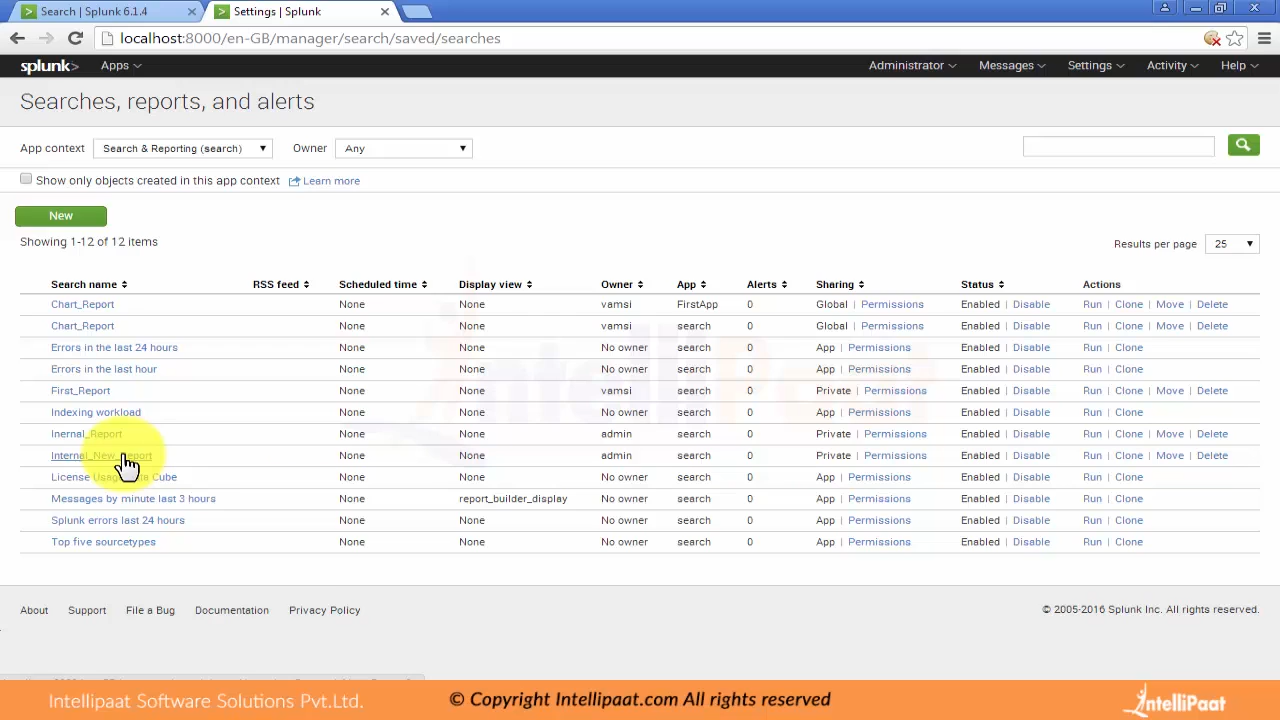 Search | Splunk 6.1.4
Settings | Splunk
localhost:8000/en-GB/manager/search/saved/searches
splunk> Apps Administrator Messages Settings Activity Help
Searches, reports, and alerts
App context Search & Reporting (search) Owner Any
Show only objects created in this app context Learn more
New
Showing 1-12 of 12 items
Results per page 25
Search name RSS feed Scheduled time Display view Owner App Alerts Sharing Status Actions
Chart_Report None None vamsi FirstApp 0 Global | Permissions Enabled | Disable Run | Clone | Move | Delete
Chart_Report None None vamsi search 0 Global | Permissions Enabled | Disable Run | Clone | Move | Delete
Errors in the last 24 hours None None No owner search 0 App | Permissions Enabled | Disable Run | Clone
Errors in the last hour None None No owner search 0 App | Permissions Enabled | Disable Run | Clone
First_Report None None vamsi search 0 Private | Permissions Enabled | Disable Run | Clone | Move | Delete
Indexing workload None None No owner search 0 App | Permissions Enabled | Disable Run | Clone
Inernal_Report None None admin search 0 Private | Permissions Enabled | Disable Run | Clone | Move | Delete
Internal_New_Report None None admin search 0 Private | Permissions Enabled | Disable Run | Clone | Move | Delete
License Usage Data Cube None None No owner search 0 App | Permissions Enabled | Disable Run | Clone
Messages by minute last 3 hours None report_builder_display No owner search 0 App | Permissions Enabled | Disable Run | Clone
Splunk errors last 24 hours None None No owner search 0 App | Permissions Enabled | Disable Run | Clone
Top five sourcetypes None None No owner search 0 App | Permissions Enabled | Disable Run | Clone
IntelliPaat
About Support File a Bug Documentation Privacy Policy
© 2005-2016 Splunk Inc. All rights reserved.
Intellipaat Software Solutions Pvt.Ltd.
© Copyright Intellipaat.com All rights reserved
IntelliPaat